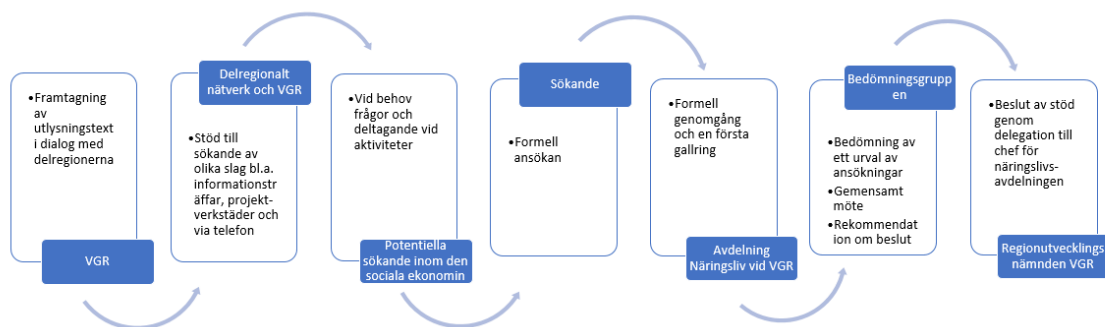 •Framtagning
av
utlysningstext
i dialog med
delregionerna
VGR
Delregionalt
nätverk och VGR
•Stöd till
sökande av
olika slag bl.a.
informationstr
äffar, projekt-
verkstäder och
via telefon
•Vid behov
frågor och
deltagande vid
aktiviteter
Potentiella
sökande inom den
sociala ekonomin
Sökande
•Formell
ansökan
•Formell
genomgång
och en första
gallring
Avdelning
Näringsliv vid VGR
Bedömningsgrupp
en
•Bedömning av
ett urval av
ansökningar
•Gemensamt
möte
•Rekommendat
ion om beslut
•Beslut av stöd
genom
delegation till
chef för
näringslivs-
avdelningen
Regionutvecklings
nämnden VGR